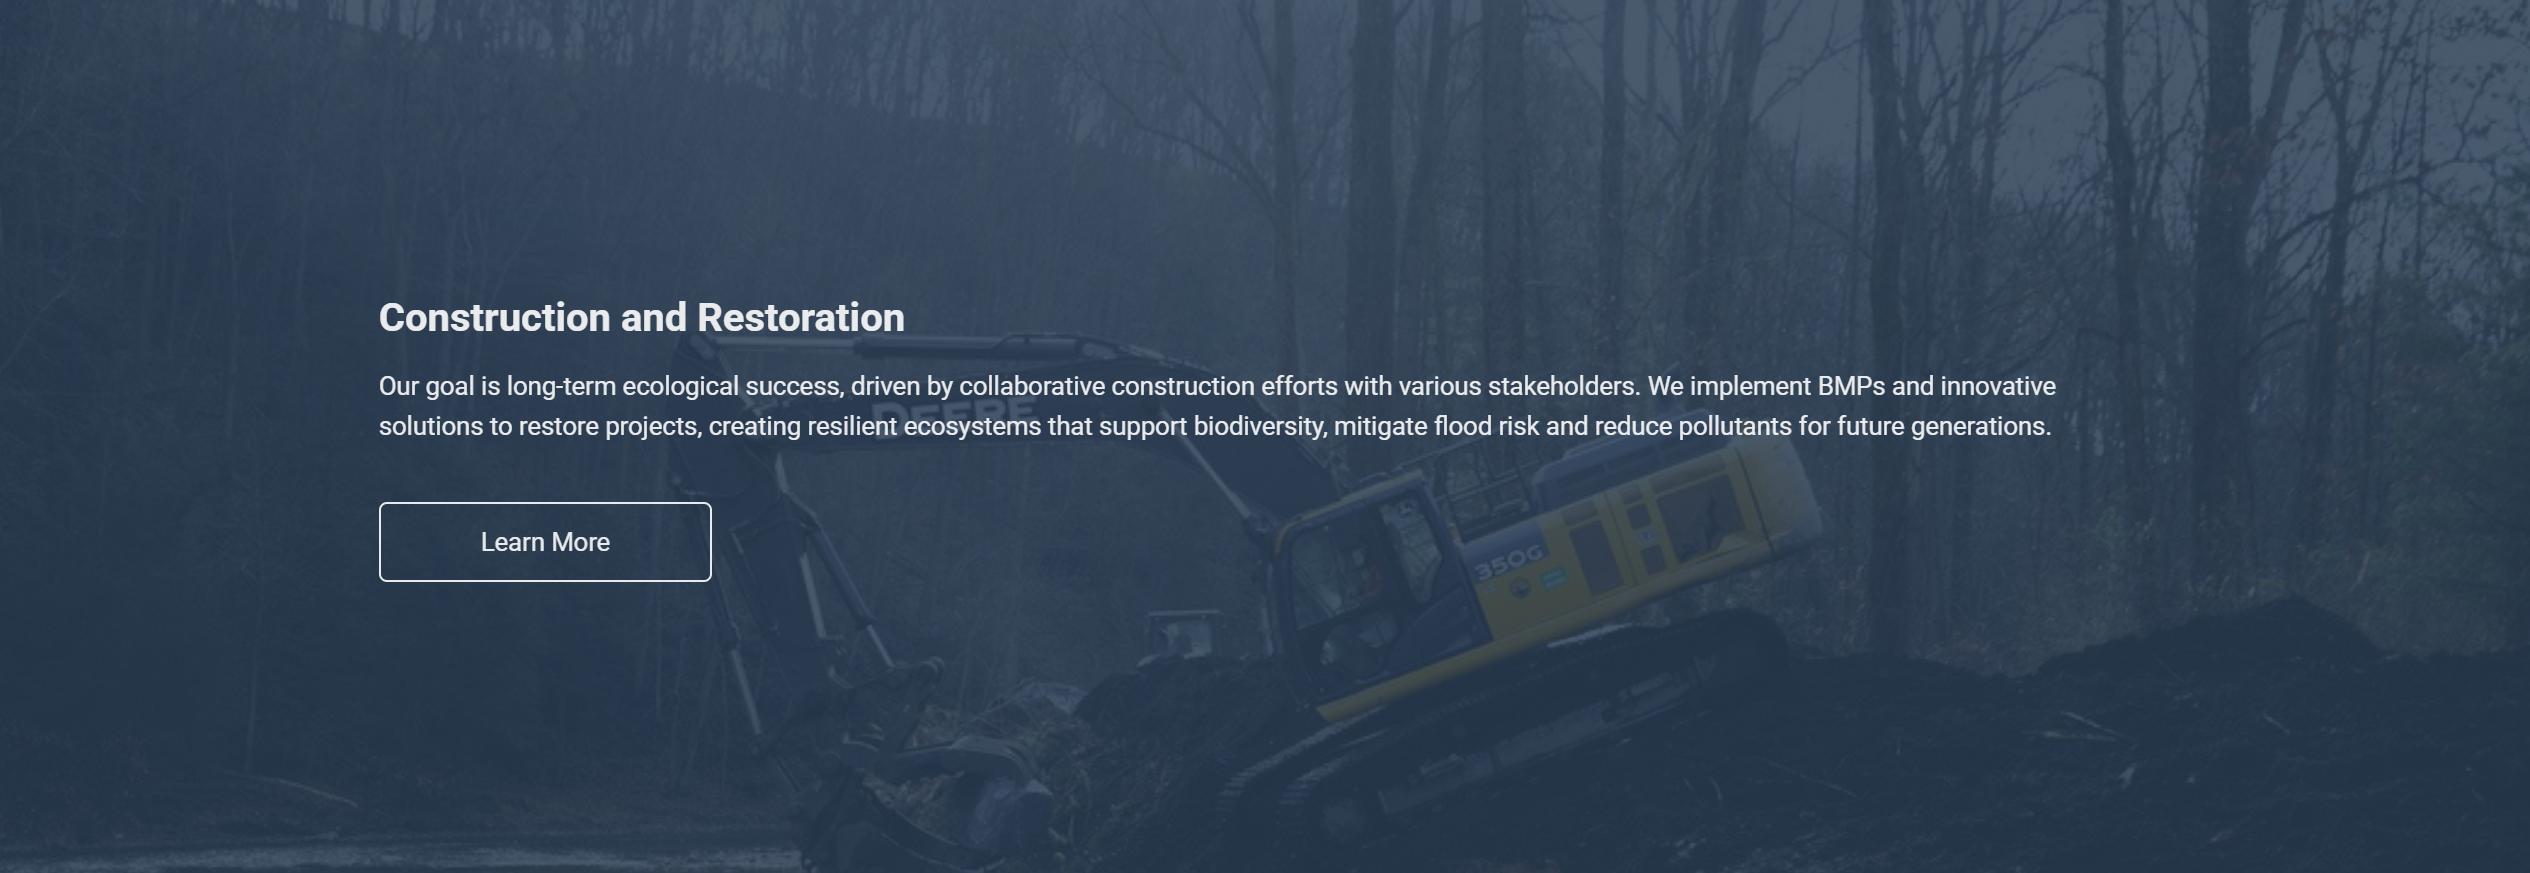 Construction and Restoration
Our goal is long-term ecological success, driven by collaborative construction efforts with various stakeholders. We implement BMPs and innovative
DEERE
solutions to restore projects, creating resilient ecosystems that support biodiversity, mitigate flood risk and reduce pollutants for future generations.
Learn More
350G